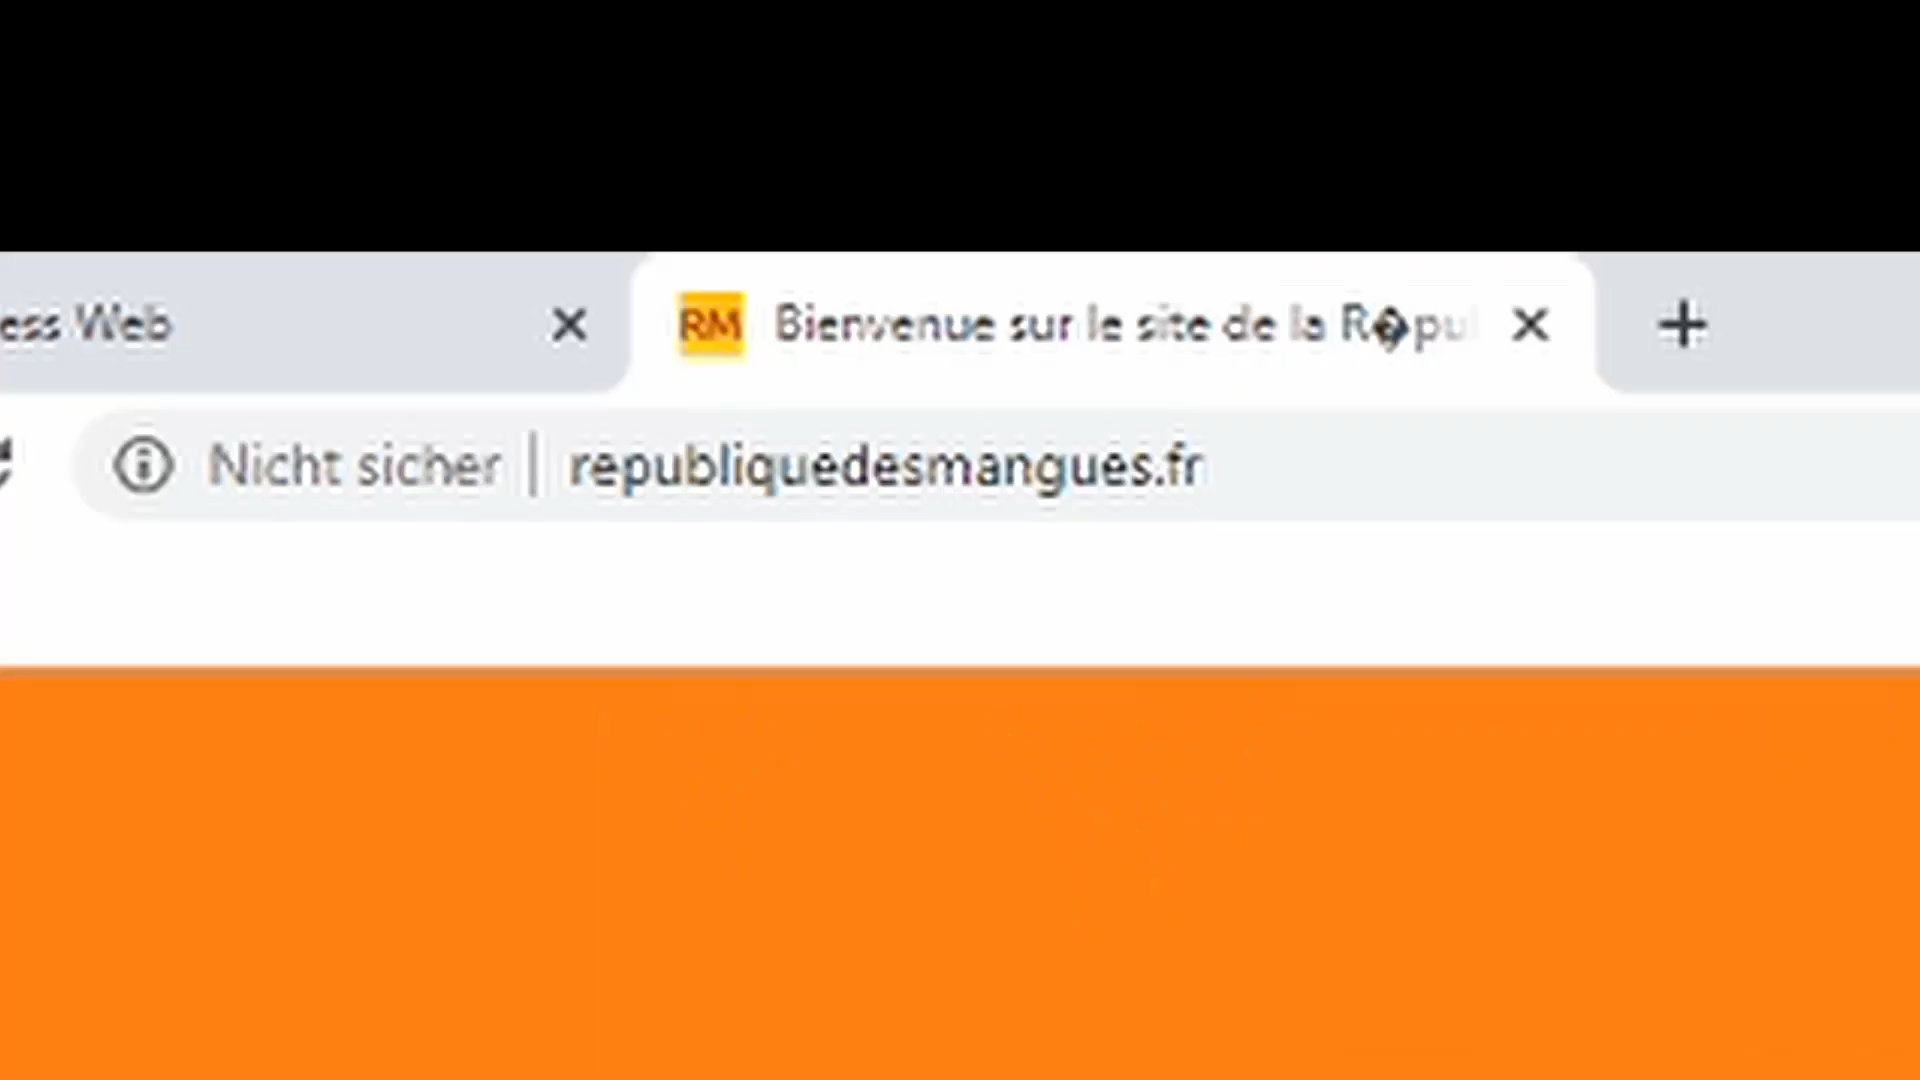 ess Web
RM Bienvenue sur le site de la R�pu
Nicht sicher | republiquedesmangues.fr